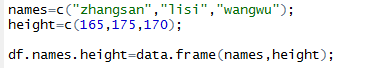 names=c("zhangsan","lisi","wangwu");
height=c(165,175,170);
df.names.height=data.frame(names,height);